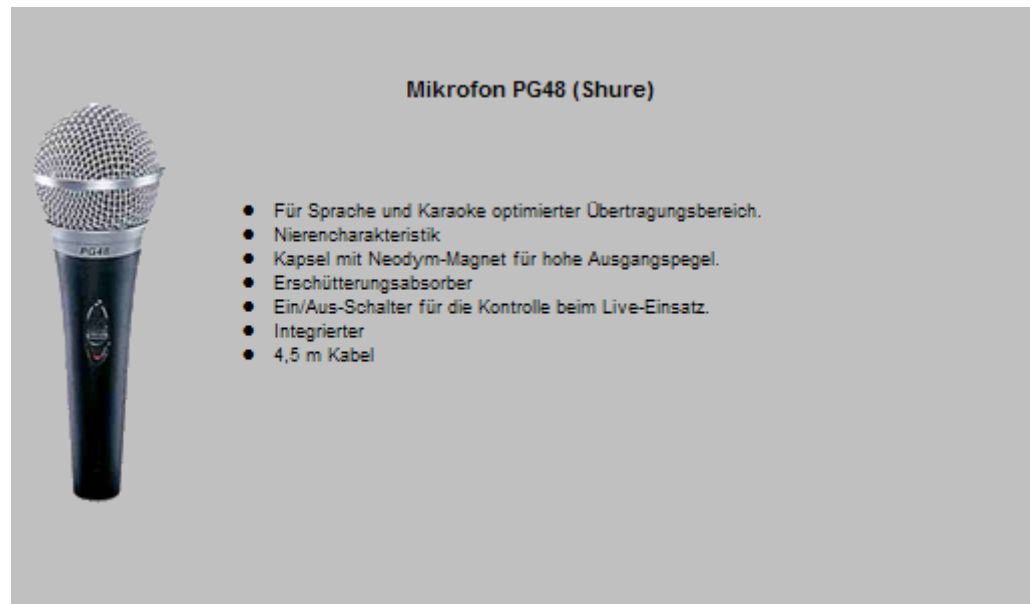 Mikrofon PG48 (Shure)
PG48
Für Sprache und Karaoke optimierter Übertragungsbereich.
Nierencharakteristik
Kapsel mit Neodym-Magnet für hohe Ausgangspegel.
Erschütterungsabsorber
Ein/Aus-Schalter für die Kontrolle beim Live-Einsatz.
Integrierter
4,5 m Kabel